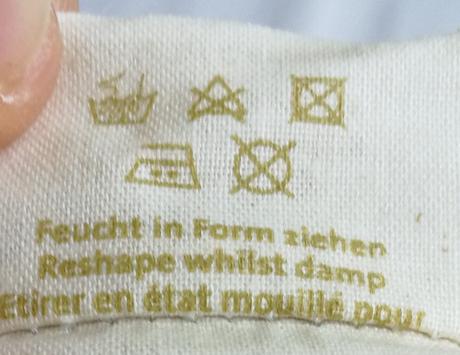 Feucht in Form ziehen
Reshape whilst damp
Etirer en état mouillé pour